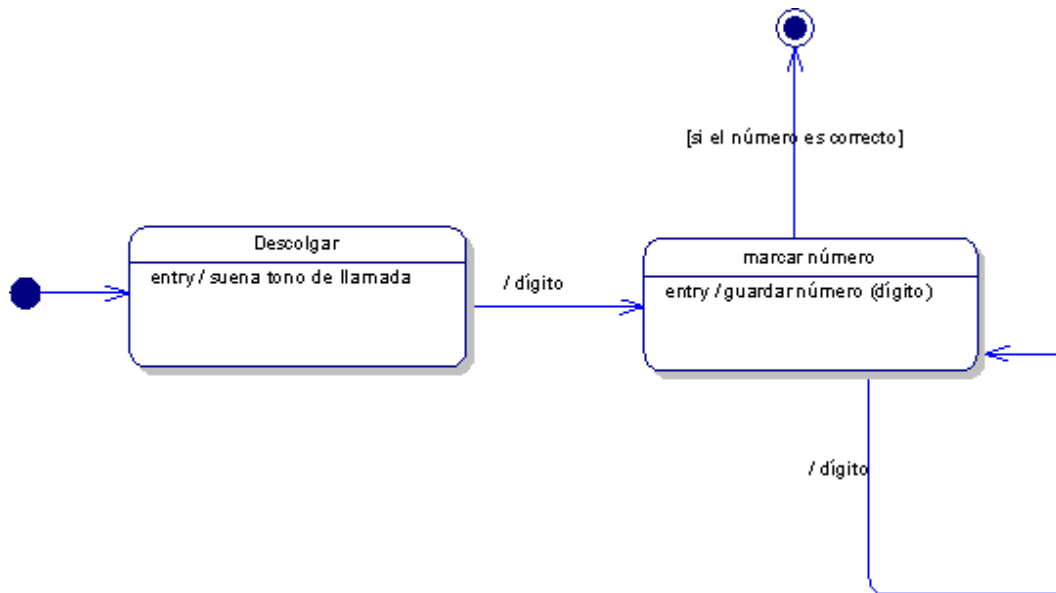 [si el número es correcto]
Descolgar
entry / suena tono de llamada
/ dígito
marcar número
entry / guardar número (dígito)
/ dígito